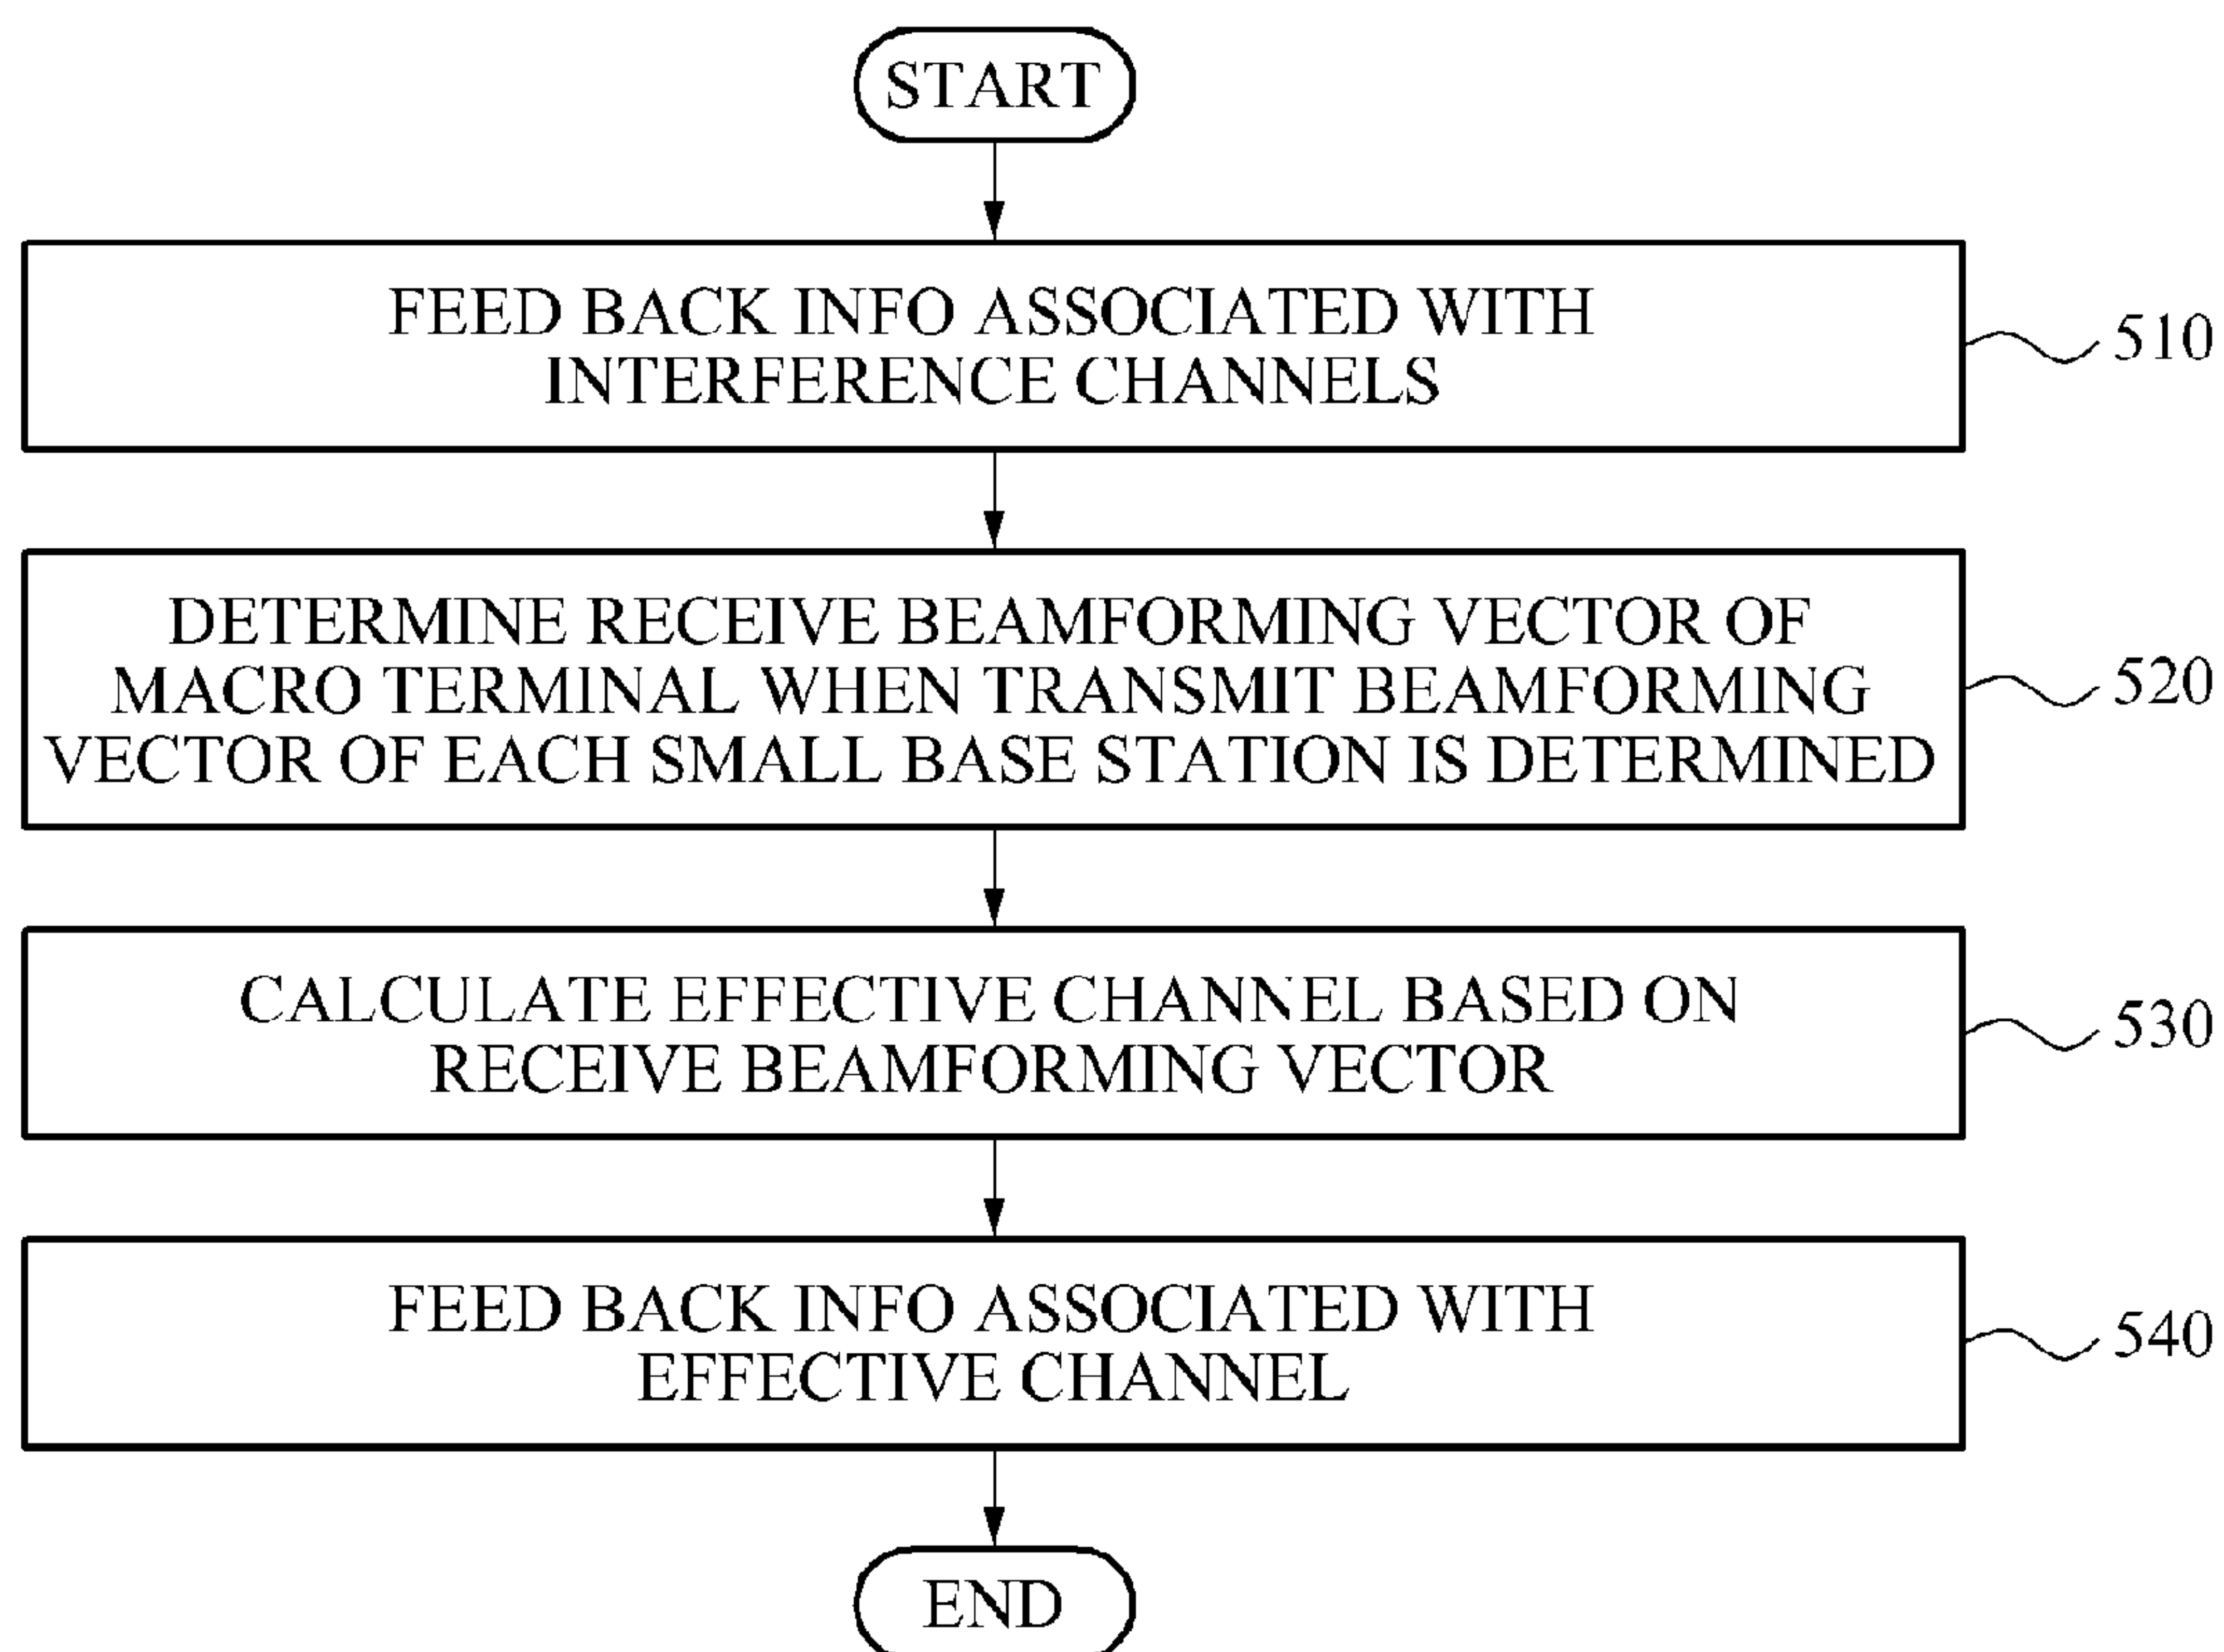 START
FEED BACK INFO ASSOCIATED WITH
INTERFERENCE CHANNELS
510
DETERMINE RECEIVE BEAMFORMING VECTOR OF
MACRO TERMINAL WHEN TRANSMIT BEAMFORMING
VECTOR OF EACH SMALL BASE STATION IS DETERMINED
520
CALCULATE EFFECTIVE CHANNEL BASED ON
RECEIVE BEAMFORMING VECTOR
530
FEED BACK INFO ASSOCIATED WITH
EFFECTIVE CHANNEL
540
END